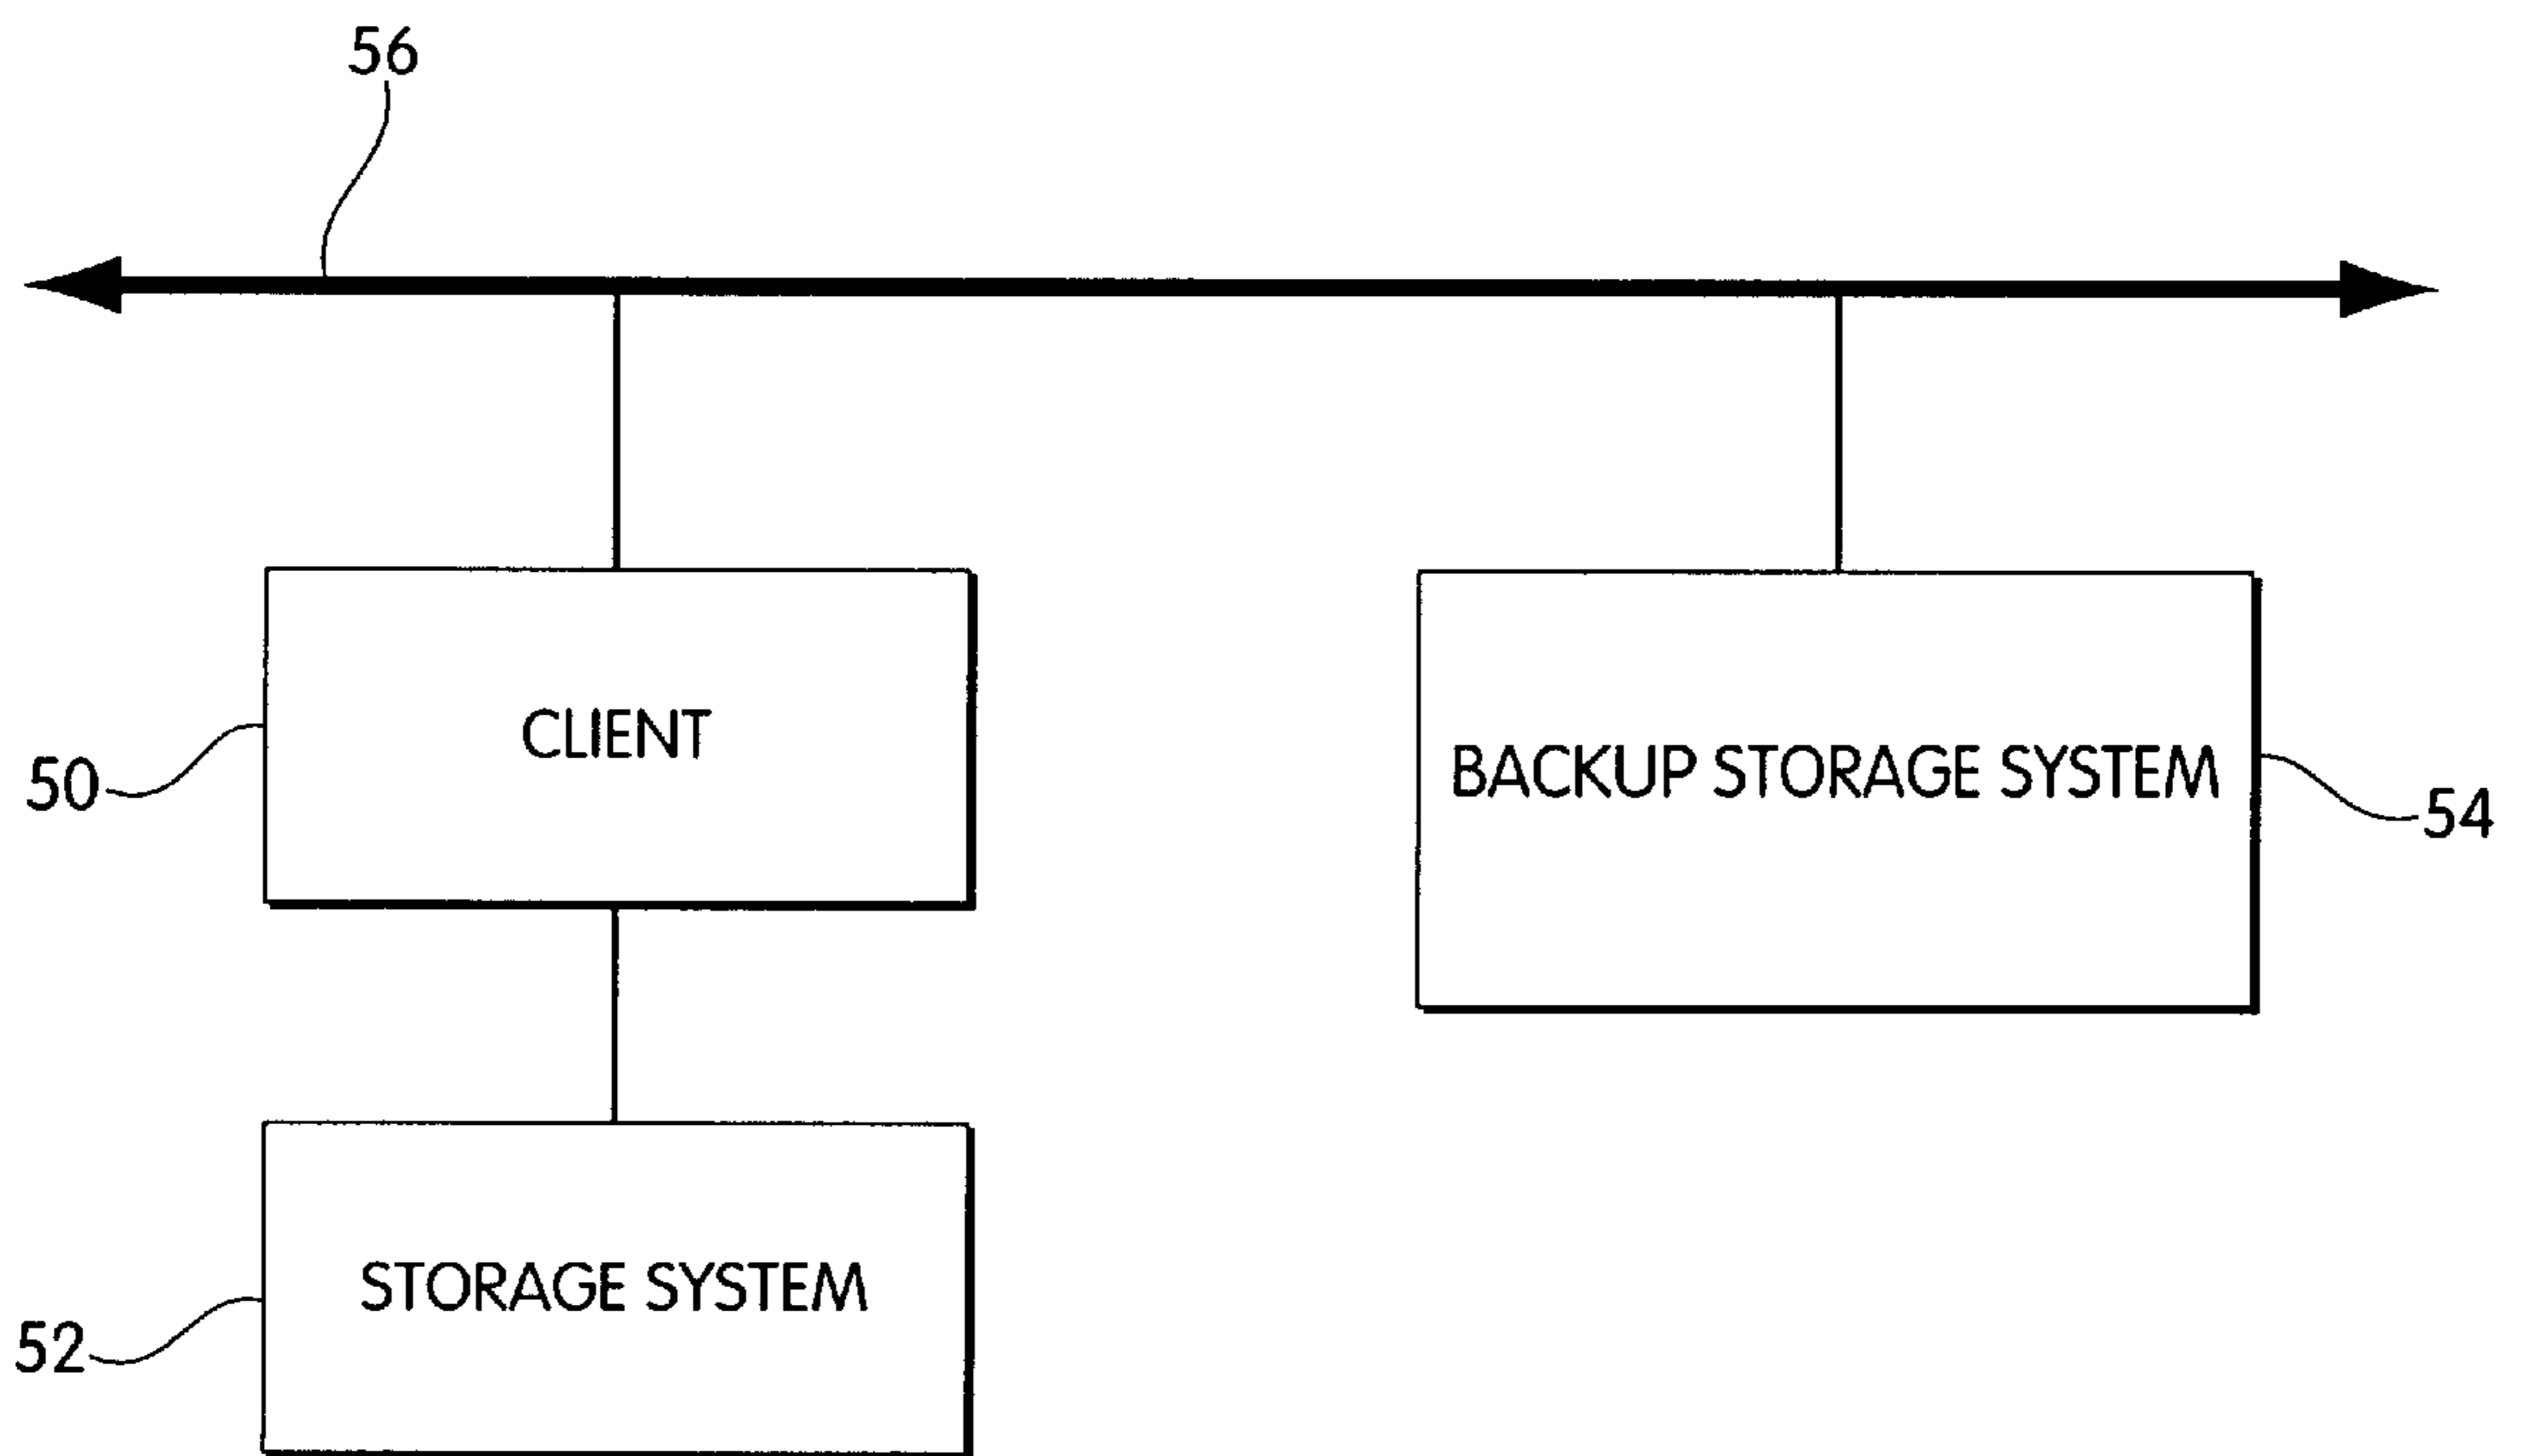 56
CLIENT
50
BACKUP STORAGE SYSTEM
54
STORAGE SYSTEM
52